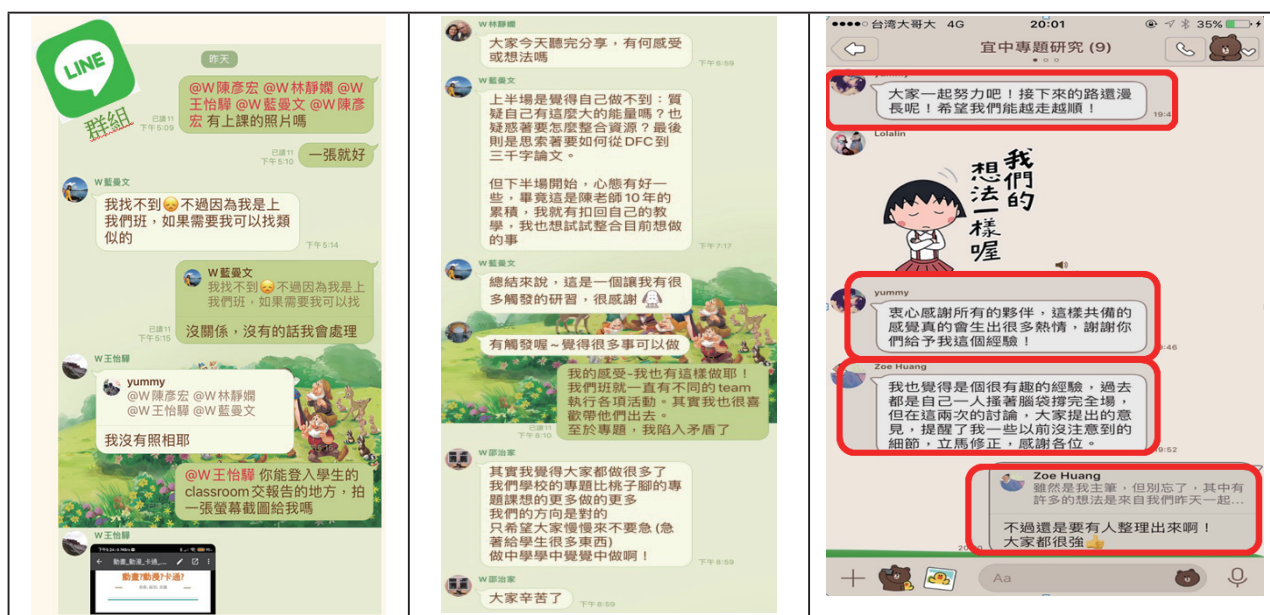 LINE
群組
昨天
@W陳彥宏 @W林靜嫺 @W
王怡驊 @W藍曼文 @W陳彥
宏 有上課的照片嗎
已讀11
下午5:09
一張就好
已讀11
下午5:10
W藍曼文
我找不到😞不過因為我是上
我們班，如果需要我可以找類
似的
下午5:14
W藍曼文
我找不到😞不過因為我是上
我們班，如果需要我可以找
沒關係，沒有的話我會處理
已讀11
下午5:15
W王怡驊
yummy
@W陳彥宏 @W林靜嫺
@W王怡驊 @W藍曼文
我沒有照相耶
@W王怡驊 你能登入學生的
classroom交報告的地方，拍
一張螢幕截圖給我嗎
W王怡驊
動畫_動漫_卡通_...
動畫?動漫?卡通?
W林靜嫺
大家今天聽完分享，有何感受
或想法嗎
下午6:59
W藍曼文
上半場是覺得自己做不到：質
疑自己有這麼大的能量嗎？也
疑惑著要怎麼整合資源？最後
則是思索著要如何從DFC到
三千字論文。
但下半場開始，心態有好一
些，畢竟這是陳老師10年的
累積，我就有扣回自己的教
學，我也想試試整合目前想做
的事
下午7:17
W藍曼文
總結來說，這是一個讓我有很
多觸發的研習，很感謝
有觸發喔~覺得很多事可以做
我的感受-我也有這樣做耶！
我們班就一直有不同的team
執行各項活動。其實我也很喜
歡帶他們出去。
至於專題，我陷入矛盾了
已讀11
下午8:10
W邵治家
其實我覺得大家都做很多了
我們學校的專題比桃子腳的專
題課想的更多做的更多
我們的方向是對的
只希望大家慢慢來不要急(急
著給學生很多東西)
做中學學中覺覺中做啊！
下午8:59
W邵治家
大家辛苦了
下午8:59
台湾大哥大 4G
20:01
35%
宜中專題研究 (9)
yummy
大家一起努力吧！接下來的路還漫
長呢！希望我們能越走越順！
Lolalin
我們的
想法一樣喔
yummy
衷心感謝所有的夥伴，這樣共備的
感覺真的會生出很多熱情，謝謝你
們給予我這個經驗！
19:46
Zoe Huang
我也覺得是個很有趣的經驗，過去
都是自己一人搔著腦袋撐完全場，
但在這兩次的討論，大家提出的意
見，提醒了我一些以前沒注意到的
細節，立馬修正，感謝各位。
19:52
Zoe Huang
雖然是我主筆，但別忘了，其中有
許多的想法是來自我們昨天一起...
不過還是要有人整理出來啊！
大家都很強👍
Aa